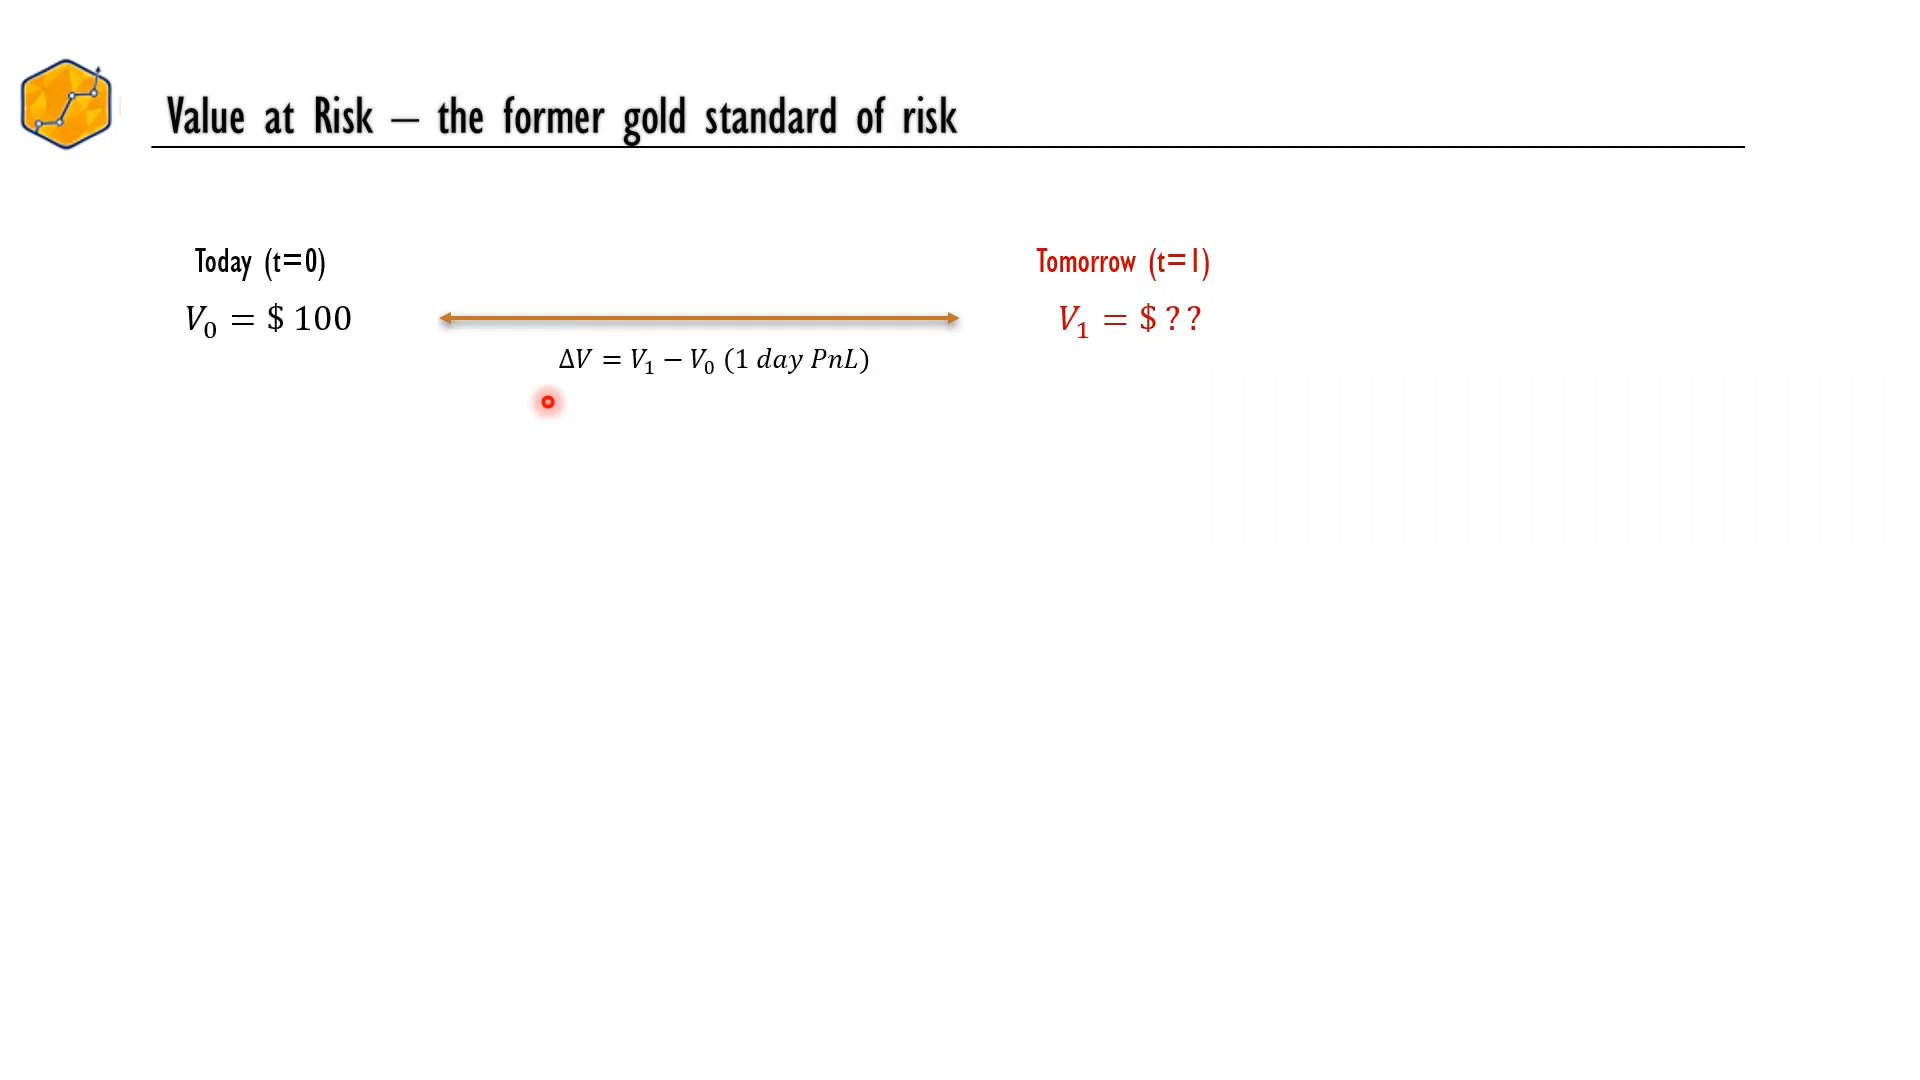 Value at Risk – the former gold standard of risk
Today (t=0)
Tomorrow (t=1)
V₀ = $ 100
V₁ = $ ? ?
ΔV = V₁ − V₀ (1 day PnL)